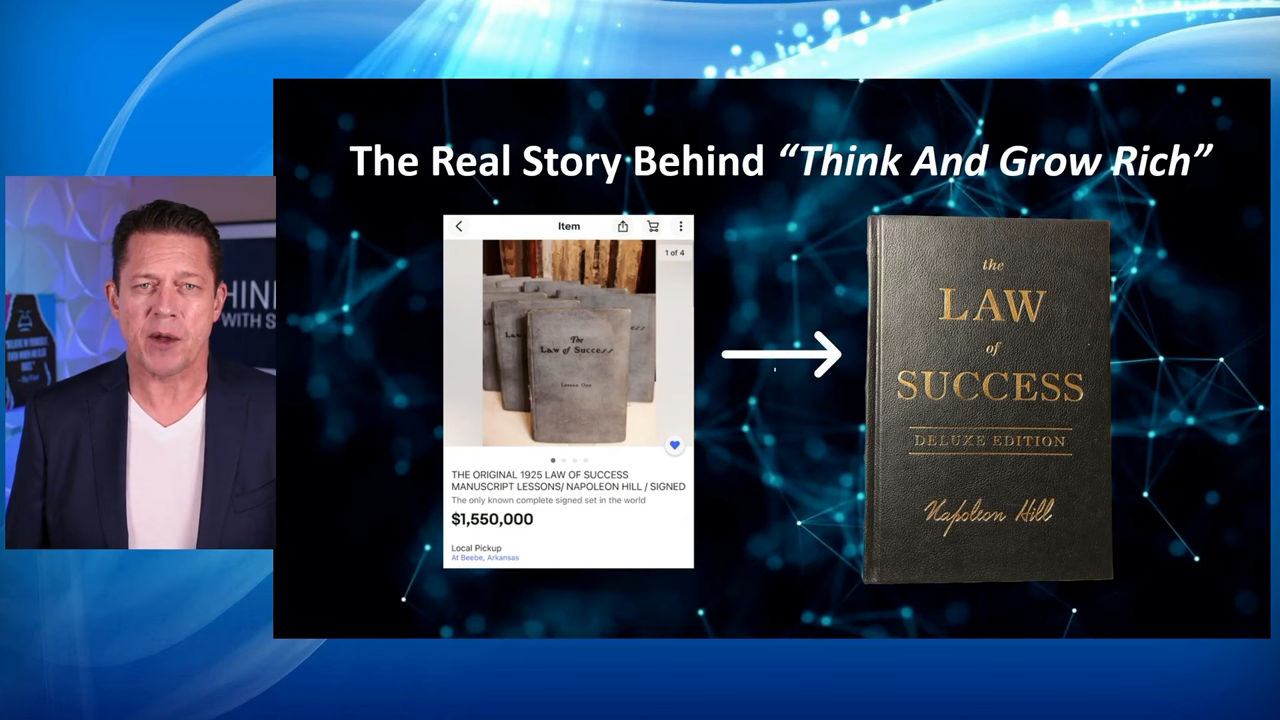 The Real Story Behind “Think And Grow Rich”
HIN
WITH S
Item
1 of 4
The
Law of Success
Lesson One
THE ORIGINAL 1925 LAW OF SUCCESS
MANUSCRIPT LESSONS/ NAPOLEON HILL / SIGNED
The only known complete signed set in the world
$1,550,000
Local Pickup
At Beebe, Arkansas
the
LAW
of
SUCCESS
DELUXE EDITION
Napoleon Hill